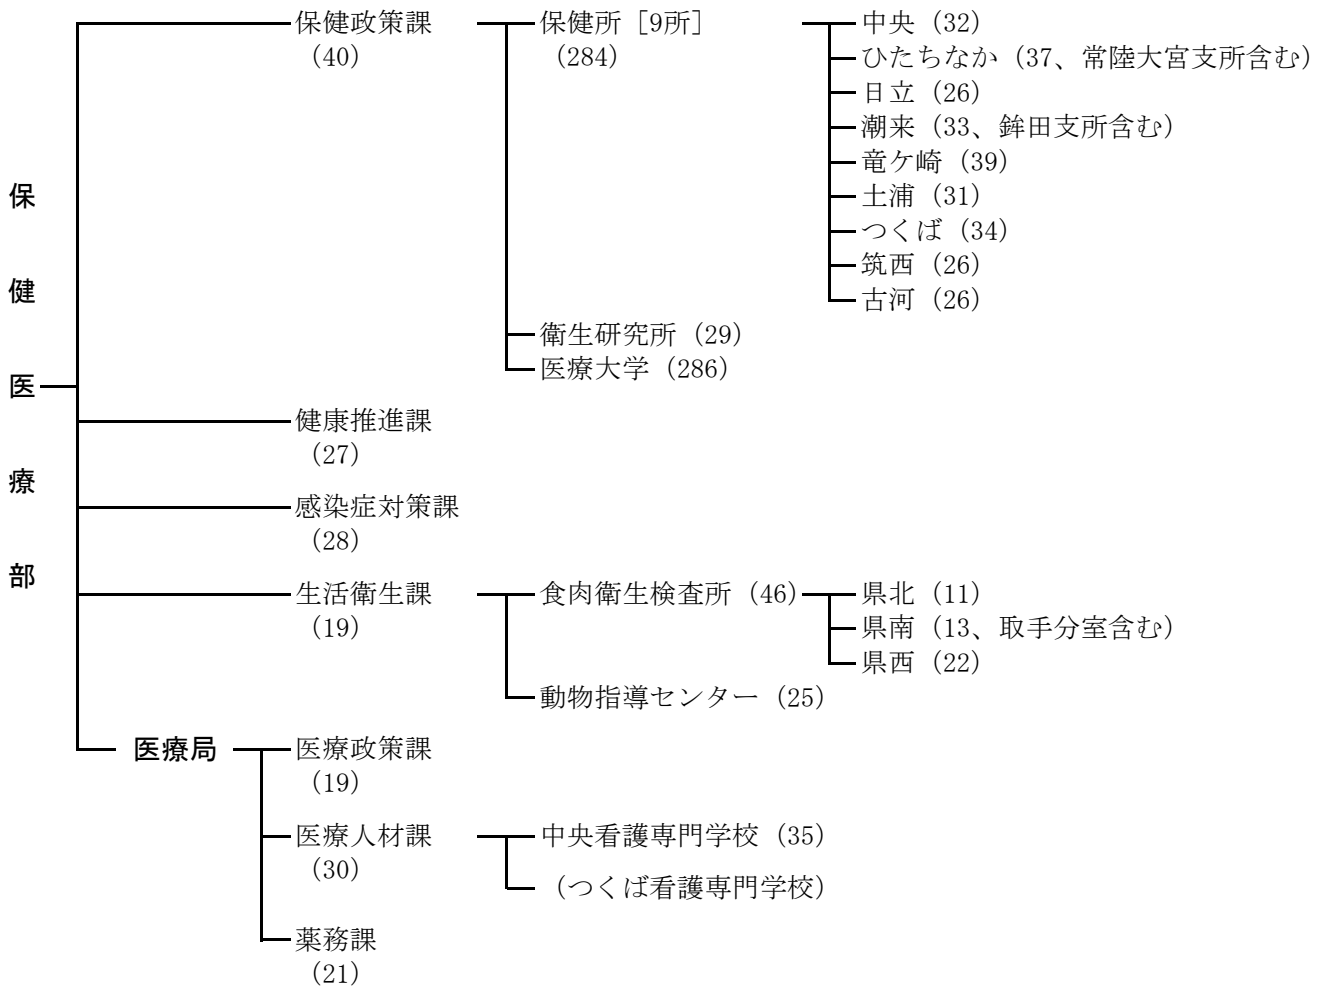 保健医療部
保健政策課
(40)
保健所［9所］
(284)
中央 (32)
ひたちなか (37、常陸大宮支所含む)
日立 (26)
潮来 (33、鉾田支所含む)
竜ケ崎 (39)
土浦 (31)
つくば (34)
筑西 (26)
古河 (26)
衛生研究所 (29)
医療大学 (286)
健康推進課
(27)
感染症対策課
(28)
生活衛生課
(19)
食肉衛生検査所 (46)
県北 (11)
県南 (13、取手分室含む)
県西 (22)
動物指導センター (25)
医療局
医療政策課
(19)
医療人材課
(30)
中央看護専門学校 (35)
(つくば看護専門学校)
薬務課
(21)